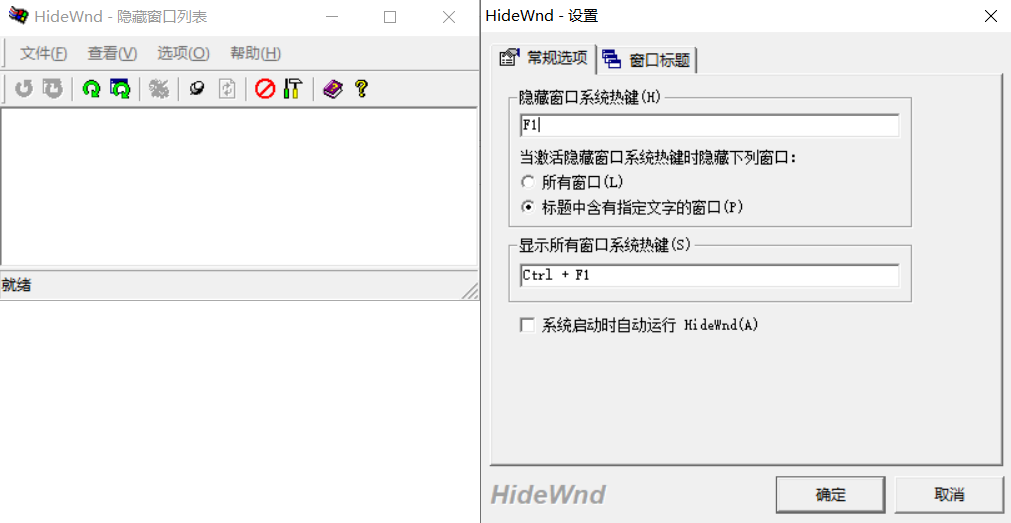 HideWnd - 隐藏窗口列表
文件(F) 查看(V) 选项(O) 帮助(H)
就绪
HideWnd - 设置
常规选项 窗口标题
隐藏窗口系统热键(H)
F1
当激活隐藏窗口系统热键时隐藏下列窗口:
所有窗口(L)
标题中含有指定文字的窗口(P)
显示所有窗口系统热键(S)
Ctrl + F1
系统启动时自动运行 HideWnd(A)
HideWnd 确定 取消